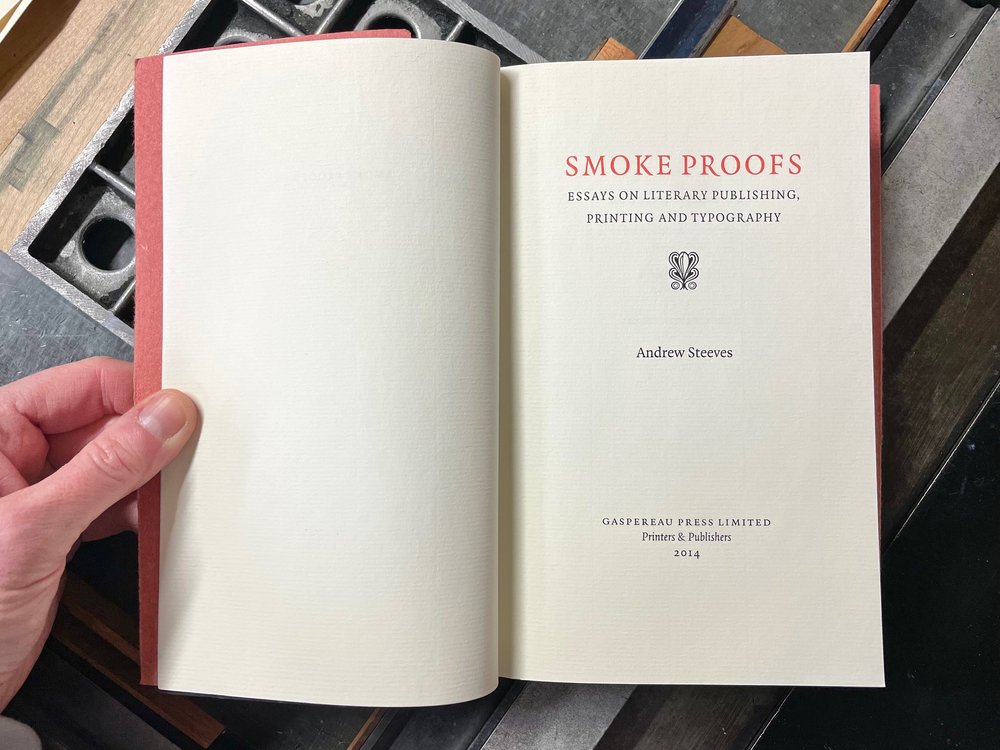 SMOKE PROOFS
ESSAYS ON LITERARY PUBLISHING,
PRINTING AND TYPOGRAPHY
Andrew Steeves
GASPEREAU PRESS LIMITED
Printers & Publishers
2014